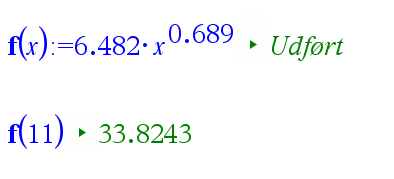 f(x):=6.482·x^0.689 ▸ Udført
f(11) ▸ 33.8243